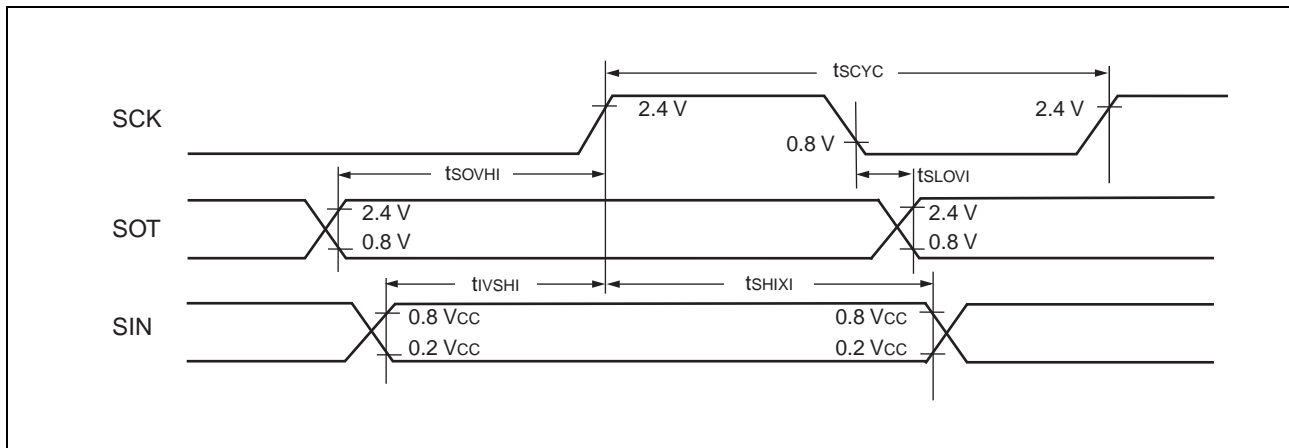 tSCYC
SCK
2.4 V
2.4 V
0.8 V
tSOVHI
tSLOVI
SOT
2.4 V
2.4 V
0.8 V
0.8 V
tIVSHI
tSHIXI
SIN
0.8 VCC
0.8 VCC
0.2 VCC
0.2 VCC